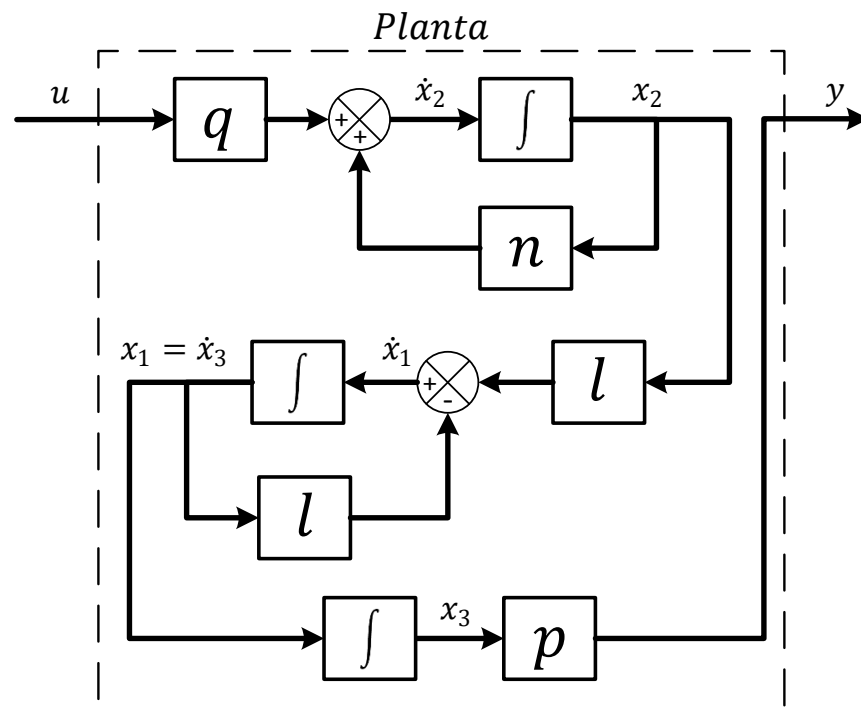 Planta
u
q
+
+
ẋ₂
∫
x₂
y
n
x₁ = ẋ₃
∫
ẋ₁
+
-
l
l
∫
x₃
p